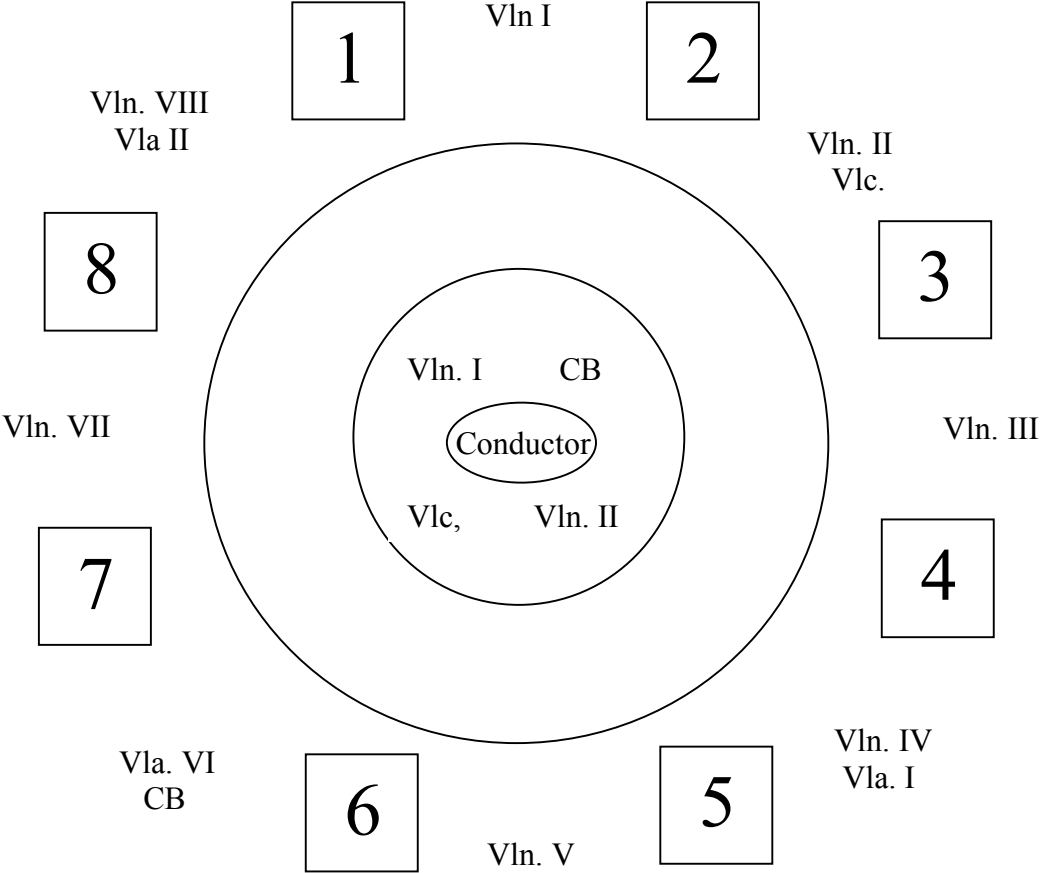 Vln I
1
2
Vln. VIII
Vla II
Vln. II
Vlc.
8
3
Vln. I
CB
Conductor
Vlc,
Vln. II
Vln. VII
Vln. III
7
4
Vla. VI
CB
Vln. IV
Vla. I
6
5
Vln. V